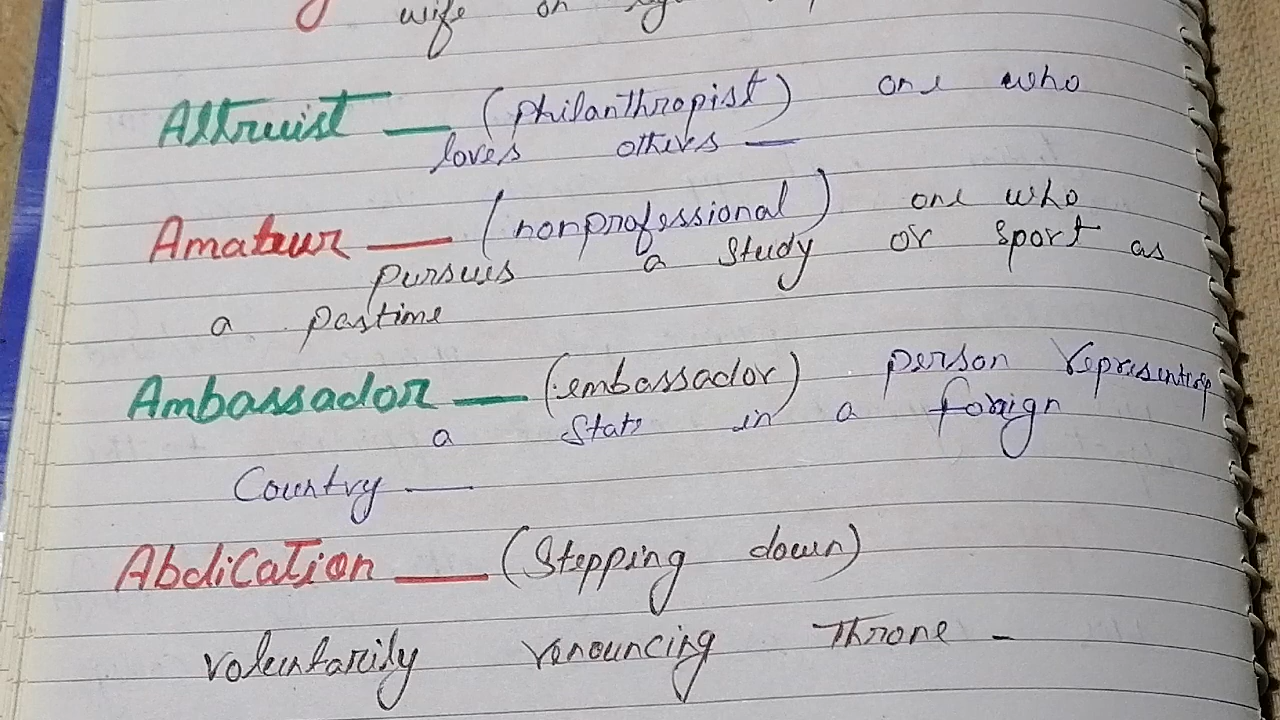 wife on
Altruist — (philanthropist) one who
loves others —
Amateur — (nonprofessional) one who
pursues a study or sport as
a pastime
Ambassador — (embassador) person representing
a State in a foreign
Country —
Abdication — (Stepping down)
voluntarily renouncing Throne -